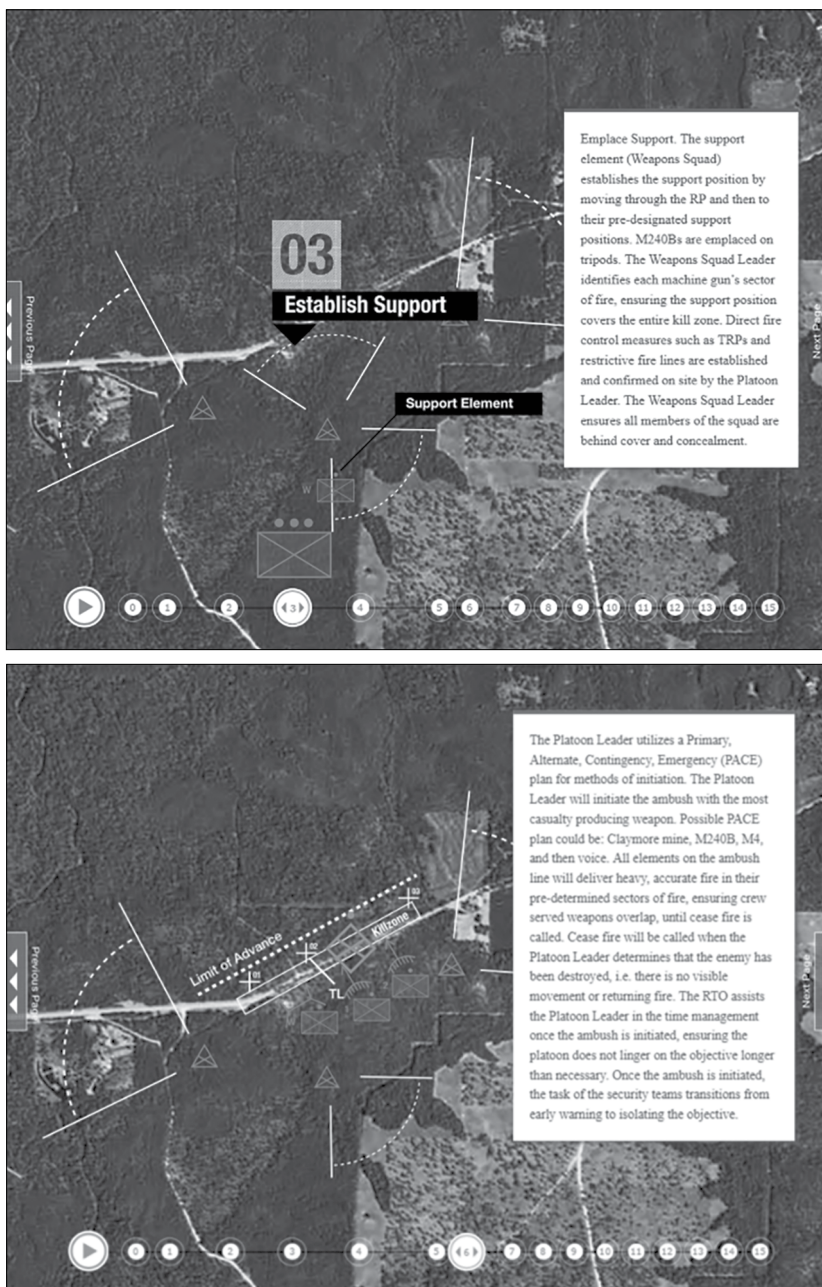 Emplace Support. The support
element (Weapons Squad)
establishes the support position by
moving through the RP and then to
their pre-designated support
positions. M240Bs are emplaced on
tripods. The Weapons Squad Leader
identifies each machine gun's sector
of fire, ensuring the support position
covers the entire kill zone. Direct fire
control measures such as TRPs and
restrictive fire lines are established
and confirmed on site by the Platoon
Leader. The Weapons Squad Leader
ensures all members of the squad are
behind cover and concealment.
03
Establish Support
Previous Page
Next Page
Support Element
W
0 1 2 3 4 5 6 7 8 9 10 11 12 13 14 15
The Platoon Leader utilizes a Primary,
Alternate, Contingency, Emergency (PACE)
plan for methods of initiation. The Platoon
Leader will initiate the ambush with the most
casualty producing weapon. Possible PACE
plan could be: Claymore mine, M240B, M4,
and then voice. All elements on the ambush
line will deliver heavy, accurate fire in their
pre-determined sectors of fire, ensuring crew
served weapons overlap, until cease fire is
called. Cease fire will be called when the
Platoon Leader determines that the enemy has
been destroyed, i.e. there is no visible
movement or returning fire. The RTO assists
the Platoon Leader in the time management
once the ambush is initiated, ensuring the
platoon does not linger on the objective longer
than necessary. Once the ambush is initiated,
the task of the security teams transitions from
early warning to isolating the objective.
Limit of Advance
03
Killzone
02
01
TL
Previous Page
Next Page
0 1 2 3 4 5 6 7 8 9 10 11 12 13 14 15